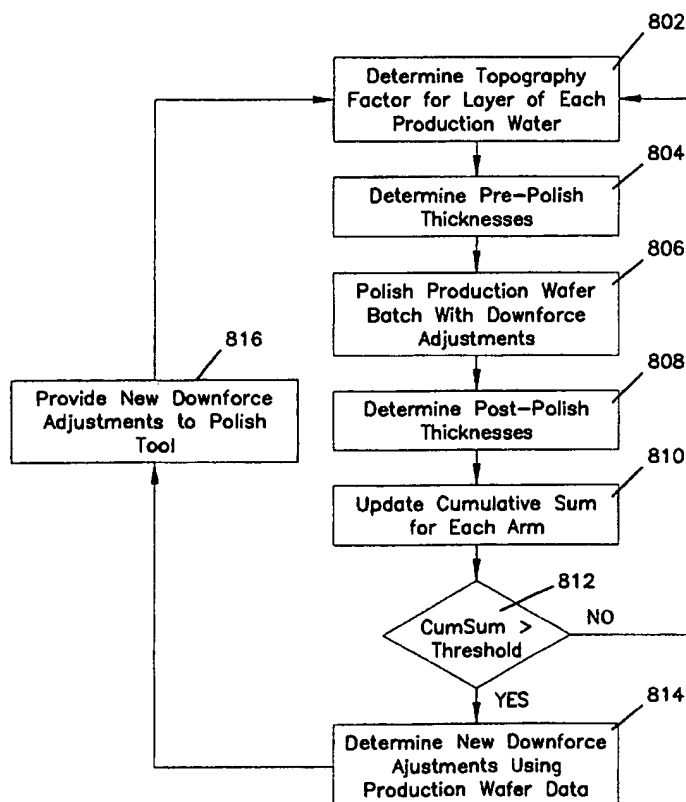 802
Determine Topography
Factor for Layer of Each
Production Water
804
Determine Pre-Polish
Thicknesses
806
Polish Production Wafer
Batch With Downforce
Adjustments
816
Provide New Downforce
Adjustments to Polish
Tool
808
Determine Post-Polish
Thicknesses
810
Update Cumulative Sum
for Each Arm
812
CumSum >
Threshold
NO
YES
814
Determine New Downforce
Ajustments Using
Production Wafer Data